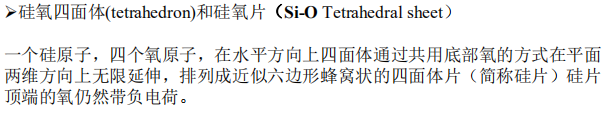 ➢硅氧四面体(tetrahedron)和硅氧片（Si-O Tetrahedral sheet）
一个硅原子，四个氧原子，在水平方向上四面体通过共用底部氧的方式在平面
两维方向上无限延伸，排列成近似六边形蜂窝状的四面体片（简称硅片）硅片
顶端的氧仍然带负电荷。